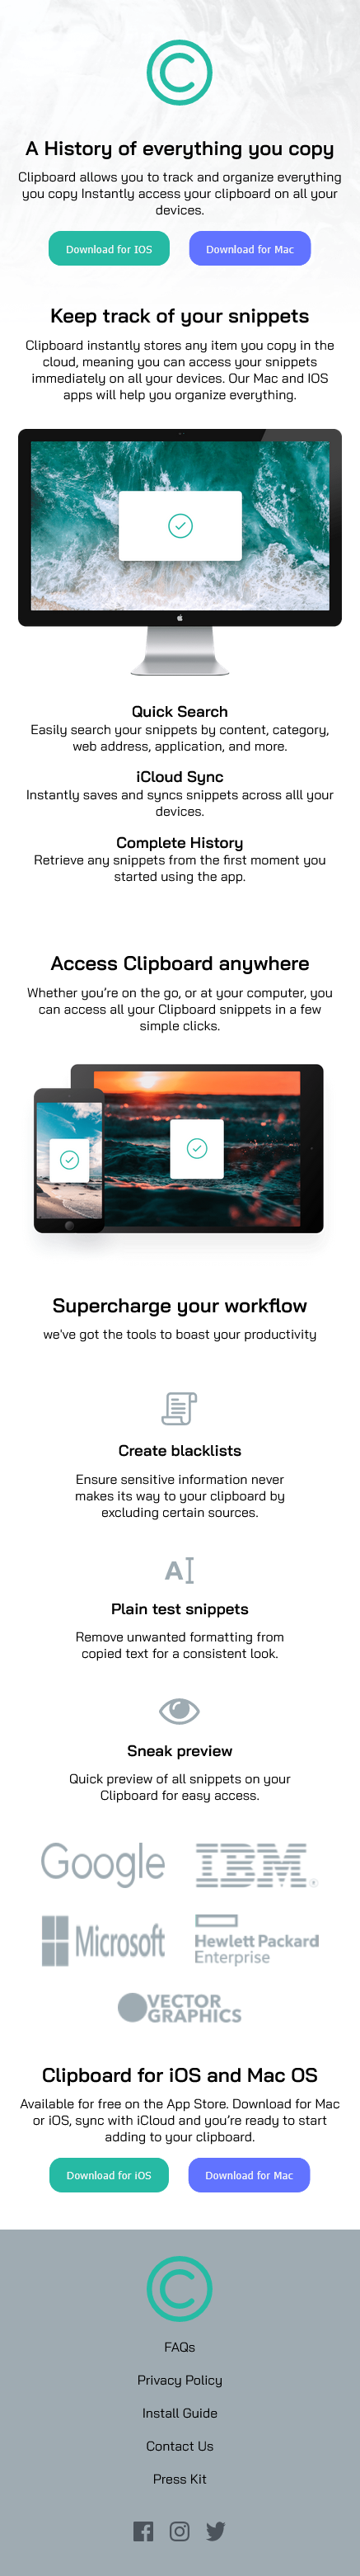 A History of everything you copy
Clipboard allows you to track and organize everything
you copy Instantly access your clipboard on all your
devices.
Download for IOS
Download for Mac
Keep track of your snippets
Clipboard instantly stores any item you copy in the
cloud, meaning you can access your snippets
immediately on all your devices. Our Mac and IOS
apps will help you organize everything.
Quick Search
Easily search your snippets by content, category,
web address, application, and more.
iCloud Sync
Instantly saves and syncs snippets across alll your
devices.
Complete History
Retrieve any snippets from the first moment you
started using the app.
Access Clipboard anywhere
Whether you’re on the go, or at your computer, you
can access all your Clipboard snippets in a few
simple clicks.
Supercharge your workflow
we've got the tools to boast your productivity
Create blacklists
Ensure sensitive information never
makes its way to your clipboard by
excluding certain sources.
A
Plain test snippets
Remove unwanted formatting from
copied text for a consistent look.
Sneak preview
Quick preview of all snippets on your
Clipboard for easy access.
Google
IBM
Microsoft
Hewlett Packard
Enterprise
VECTOR
GRAPHICS
Clipboard for iOS and Mac OS
Available for free on the App Store. Download for Mac
or iOS, sync with iCloud and you’re ready to start
adding to your clipboard.
Download for iOS
Download for Mac
FAQs
Privacy Policy
Install Guide
Contact Us
Press Kit